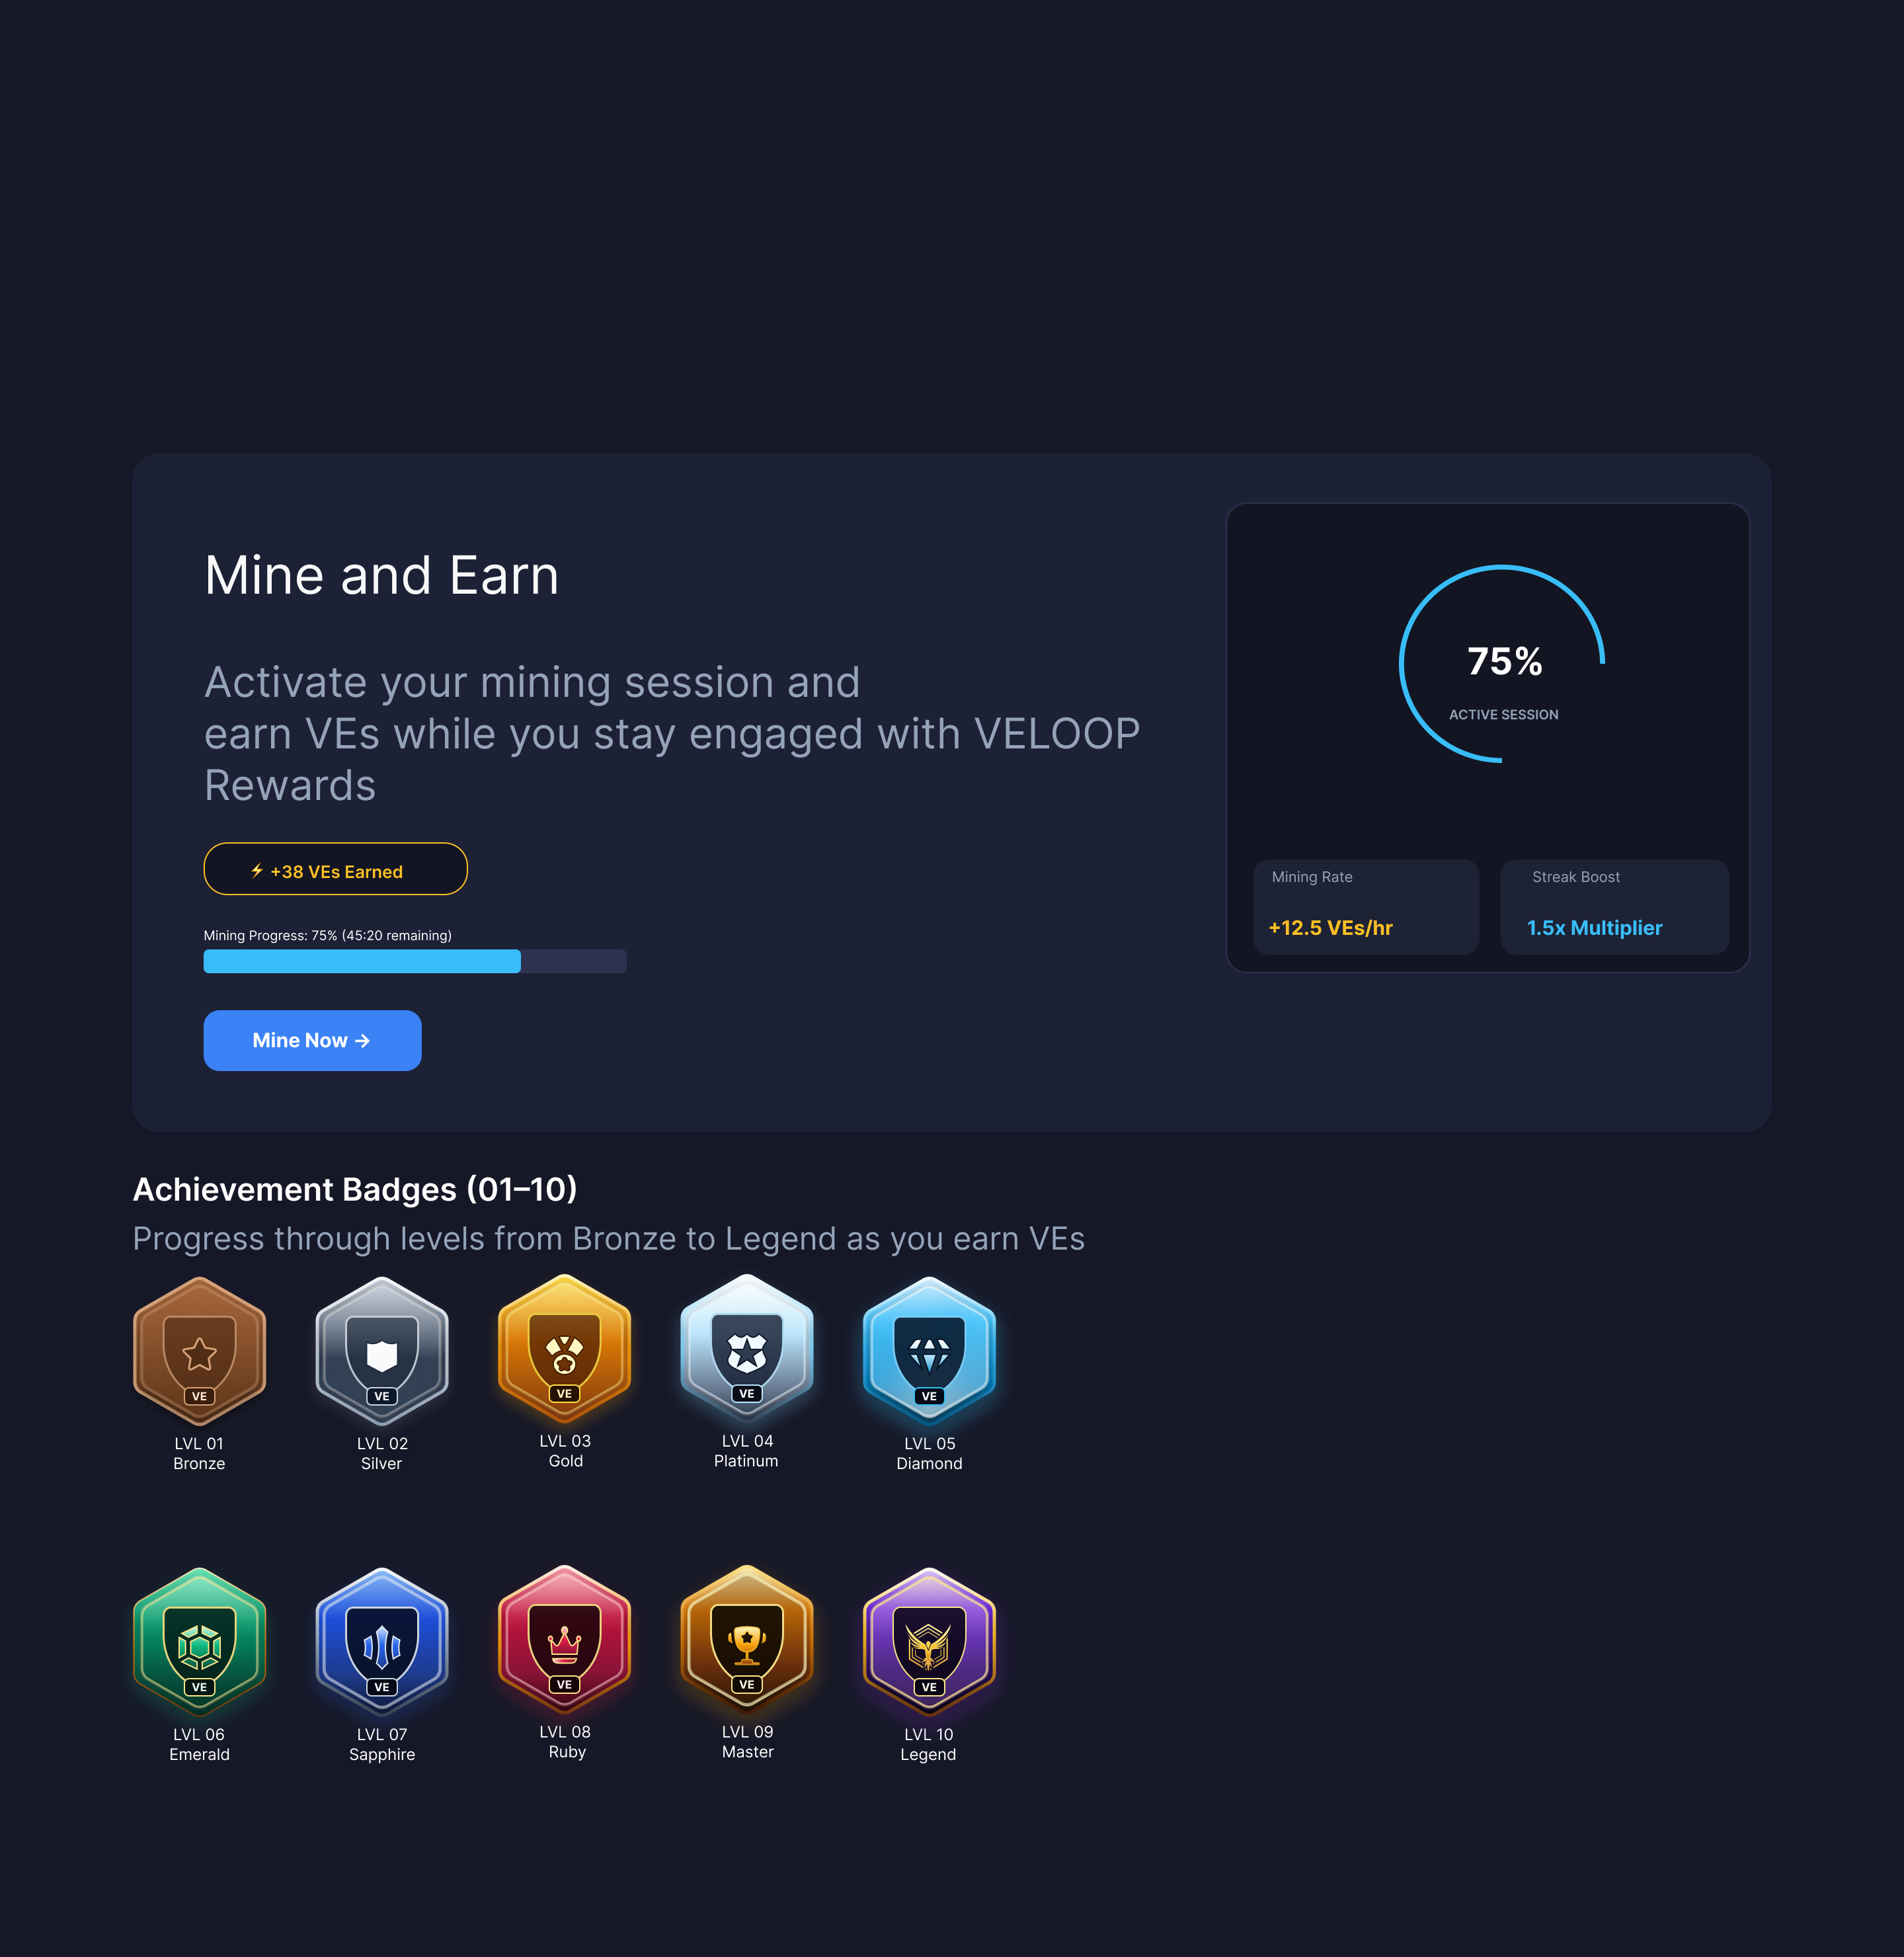 Mine and Earn
Activate your mining session and
earn VEs while you stay engaged with VELOOP
Rewards
⚡ +38 VEs Earned
Mining Progress: 75% (45:20 remaining)
Mine Now →
75%
ACTIVE SESSION
Mining Rate
+12.5 VEs/hr
Streak Boost
1.5x Multiplier
Achievement Badges (01–10)
Progress through levels from Bronze to Legend as you earn VEs
VE
LVL 01
Bronze
VE
LVL 02
Silver
VE
LVL 03
Gold
VE
LVL 04
Platinum
VE
LVL 05
Diamond
VE
LVL 06
Emerald
VE
LVL 07
Sapphire
VE
LVL 08
Ruby
VE
LVL 09
Master
VE
LVL 10
Legend